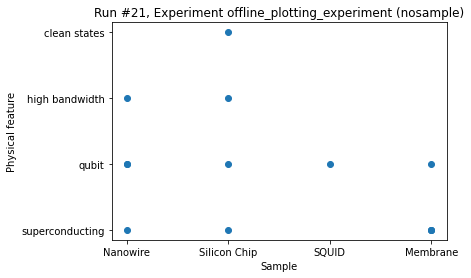 Run #21, Experiment offline_plotting_experiment (nosample)
clean states
high bandwidth
qubit
superconducting
Physical feature
Nanowire
Silicon Chip
SQUID
Membrane
Sample